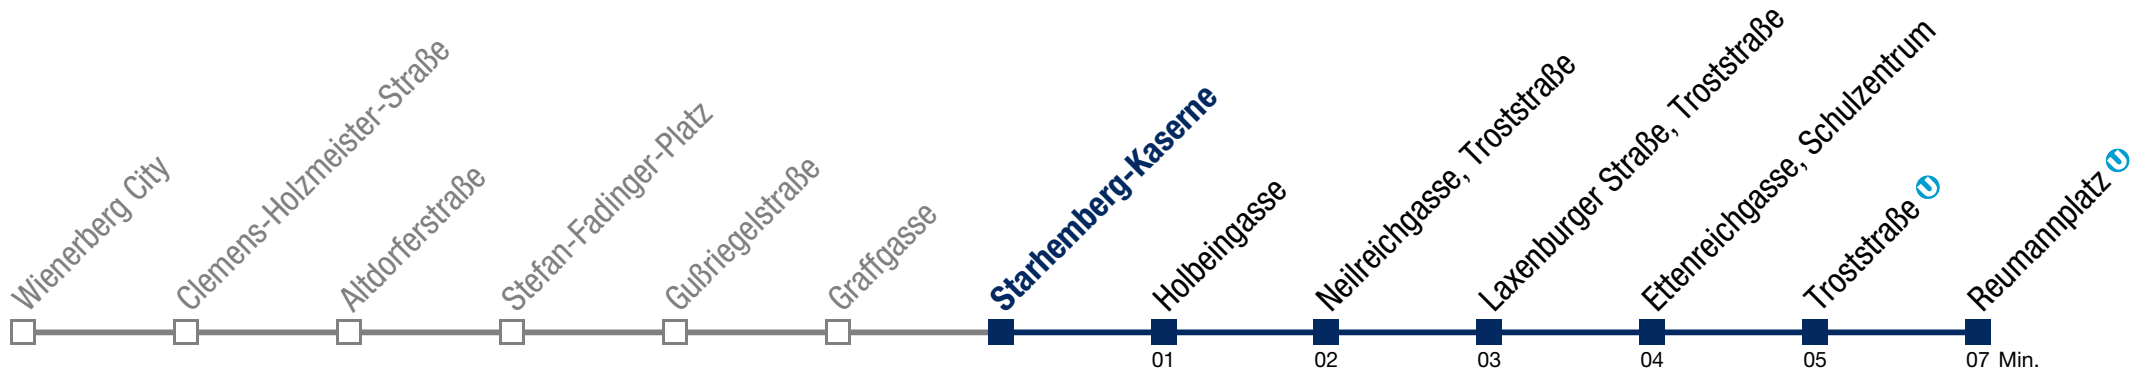 Wienerberg City
Clemens-Holzmeister-Straße
Altdorferstraße
Stefan-Fadinger-Platz
Gußriegelstraße
Graffgasse
Starhemberg-Kaserne
Holbeingasse
Neilreichgasse, Troststraße
Laxenburger Straße, Troststraße
Ettenreichgasse, Schulzentrum
Troststraße U
Reumannplatz U
01 02 03 04 05 07 Min.